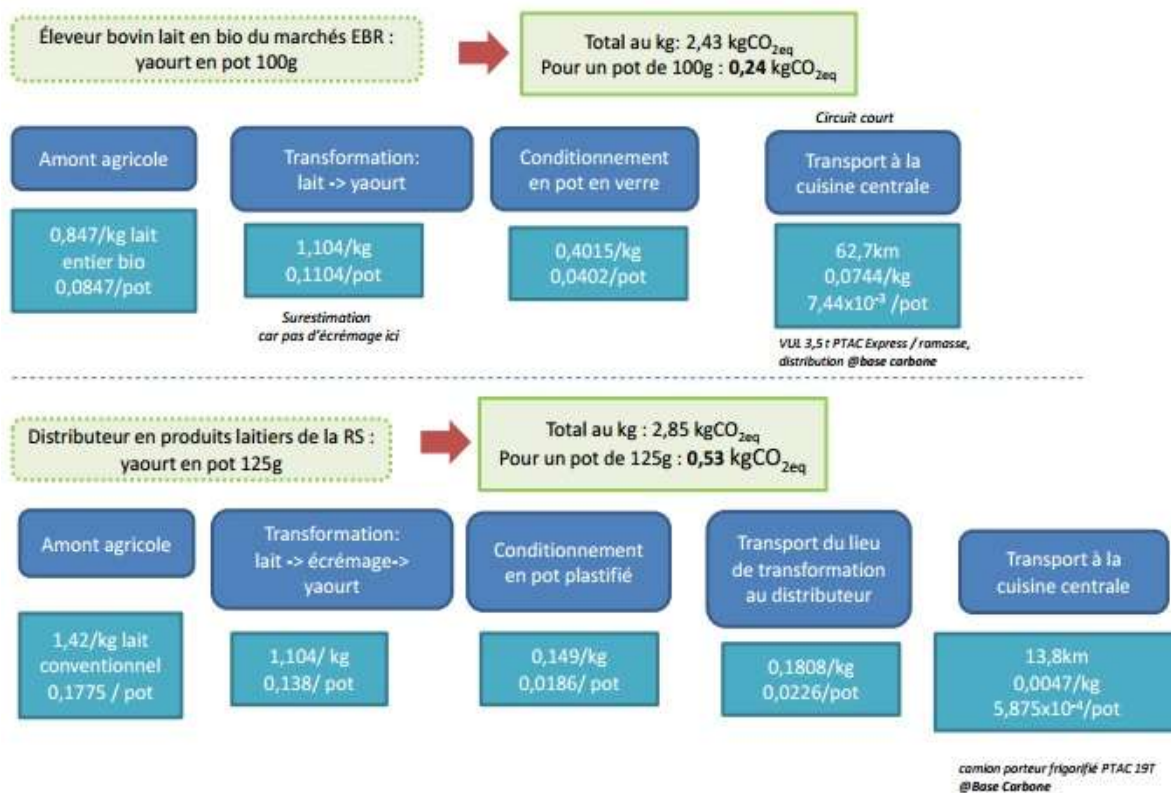 Éleveur bovin lait en bio du marchés EBR :
yaourt en pot 100g
Total au kg: 2,43 kgCO2eq
Pour un pot de 100g : 0,24 kgCO2eq
Circuit court
Amont agricole
Transformation:
lait -> yaourt
Conditionnement
en pot en verre
Transport à la
cuisine centrale
0,847/kg lait
entier bio
0,0847/pot
1,104/kg
0,1104/pot
0,4015/kg
0,0402/pot
62,7km
0,0744/kg
7,44x10⁻³ /pot
Surestimation
car pas d'écrémage ici
VUL 3,5 t PTAC Express / ramasse,
distribution @base carbone
Distributeur en produits laitiers de la RS :
yaourt en pot 125g
Total au kg : 2,85 kgCO2eq
Pour un pot de 125g : 0,53 kgCO2eq
Amont agricole
Transformation:
lait -> écrémage->
yaourt
Conditionnement
en pot plastifié
Transport du lieu
de transformation
au distributeur
Transport à la
cuisine centrale
1,42/kg lait
conventionnel
0,1775 / pot
1,104/ kg
0,138/ pot
0,149/kg
0,0186/ pot
0,1808/kg
0,0226/pot
13,8km
0,0047/kg
5,875x10⁻⁴/pot
camion porteur frigorifié PTAC 19T
@Base Carbone